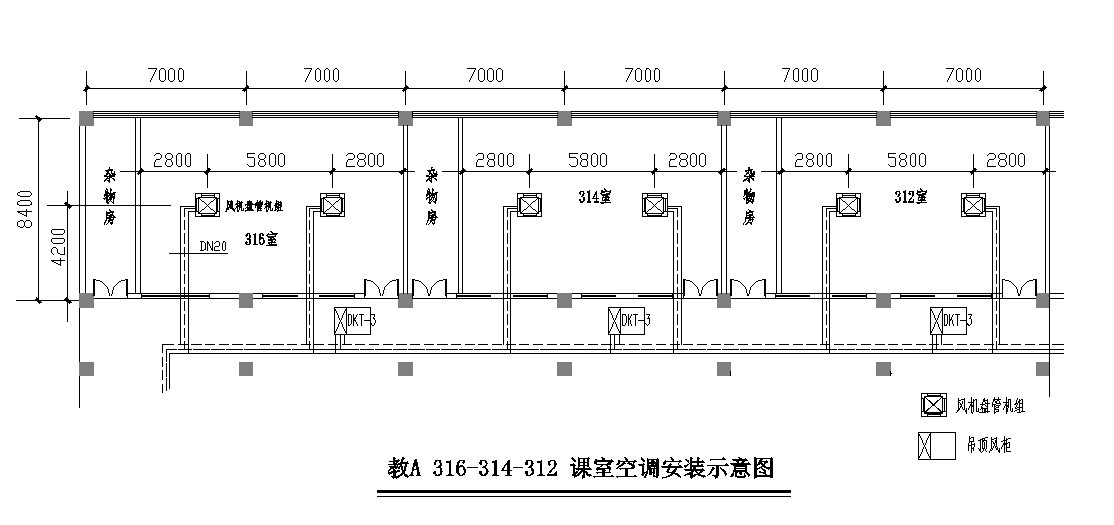 7000 7000 7000 7000 7000 7000
2800 5800 2800 2800 5800 2800 2800 5800 2800
8400
4200
杂物房
杂物房
杂物房
风机盘管机组
314室
312室
316室
DN20
DKT-3
DKT-3
DKT-3
风机盘管机组
吊顶风柜
教A 316-314-312 课室空调安装示意图